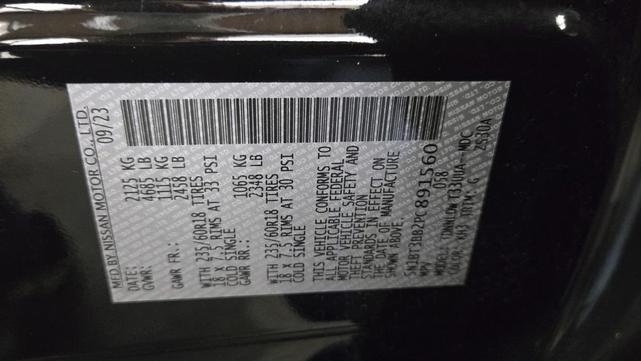 MFD BY NISSAN MOTOR CO., LTD.
09/23
GVWR: 2125 KG
4685 LB
GAWR FR.: 1115 KG
2458 LB
WITH 235/60R18 TIRES
18 X 7.5 RIMS AT 33 PSI
COLD SINGLE
GAWR RR.: 1065 KG
2348 LB
WITH 235/60R18 TIRES
18 X 7.5 RIMS AT 30 PSI
COLD SINGLE
THIS VEHICLE CONFORMS TO
ALL APPLICABLE FEDERAL
MOTOR VEHICLE SAFETY AND
THEFT PREVENTION
STANDARDS IN EFFECT ON
THE DATE OF MANUFACTURE
SHOWN ABOVE.
5N1BT3BB2PC891560
MPV 058
MODEL:
COLOR: KH3 TRIM: G 2S30A